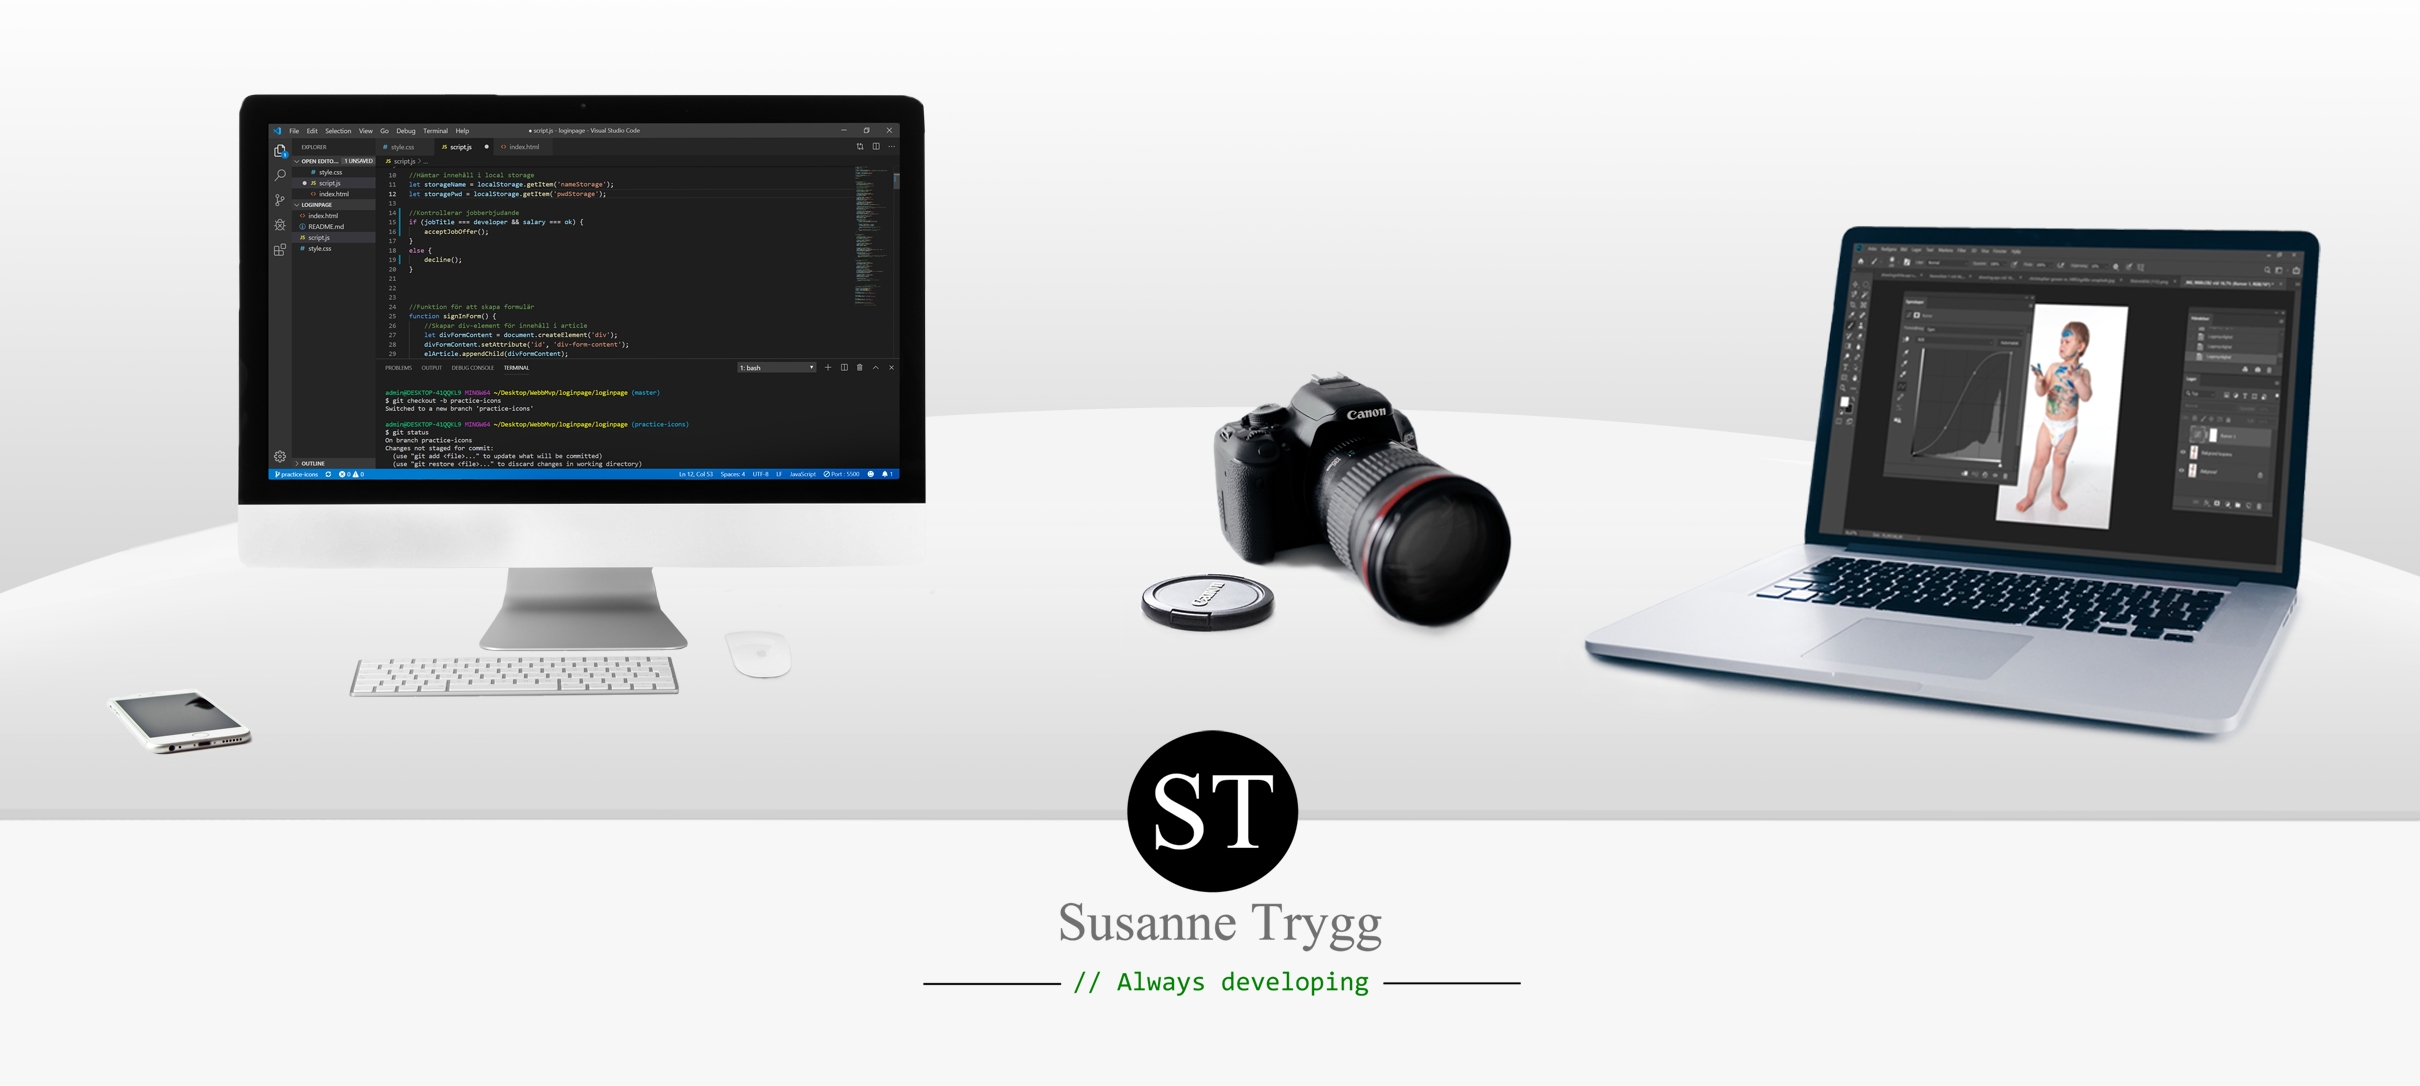 File Edit Selection View Go Debug Terminal Help
● script.js - loginpage - Visual Studio Code
EXPLORER
OPEN EDITO... 1 UNSAVED
# style.css
● JS script.js
<> index.html
LOGINPAGE
<> index.html
README.md
JS script.js
# style.css
OUTLINE
# style.css JS script.js ● <> index.html
JS script.js > ...
10 //Hämtar innehåll i local storage
11 let storageName = localStorage.getItem('nameStorage');
12 let storagePwd = localStorage.getItem('pwdStorage');
13
14 //Kontrollerar jobberbjudande
15 if (jobTitle === developer && salary === ok) {
16 acceptJobOffer();
17 }
18 else {
19 decline();
20 }
21
22
23
24 //Funktion för att skapa formulär
25 function signInForm() {
26 //Skapar div-element för innehåll i article
27 let divFormContent = document.createElement('div');
28 divFormContent.setAttribute('id', 'div-form-content');
29 elArticle.appendChild(divFormContent);
PROBLEMS OUTPUT DEBUG CONSOLE TERMINAL
1: bash
admin@DESKTOP-41QQKL9 MINGW64 ~/Desktop/WebbMvp/loginpage/loginpage (master)
$ git checkout -b practice-icons
Switched to a new branch 'practice-icons'
admin@DESKTOP-41QQKL9 MINGW64 ~/Desktop/WebbMvp/loginpage/loginpage (practice-icons)
$ git status
On branch practice-icons
Changes not staged for commit:
(use "git add <file>..." to update what will be committed)
(use "git restore <file>..." to discard changes in working directory)
practice-icons 0 0 Ln 12, Col 53 Spaces: 4 UTF-8 LF JavaScript Port : 5500 1
Canon
Canon
ST
Susanne Trygg
// Always developing